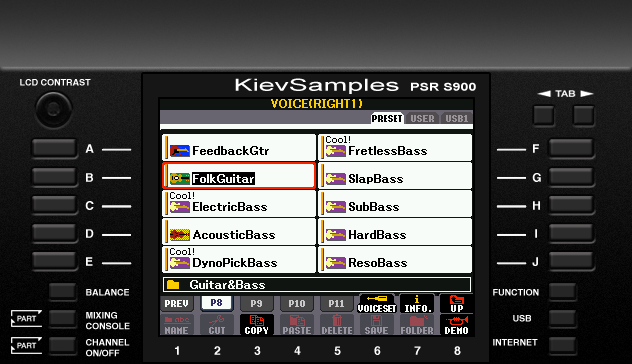 LCD CONTRAST
KievSamples PSR S900
◄ TAB ►
VOICE(RIGHT1)
PRESET USER USB1
A
B
C
D
E
FeedbackGtr
FolkGuitar
Cool!
ElectricBass
AcousticBass
Cool!
DynoPickBass
Cool!
FretlessBass
SlapBass
SubBass
HardBass
ResoBass
F
G
H
I
J
Guitar&Bass
PREV P8 P9 P10 P11 VOICESET INFO. UP
NAME CUT COPY PASTE DELETE SAVE FOLDER DEMO
BALANCE
PART MIXING
CONSOLE
PART CHANNEL
ON/OFF
FUNCTION
USB
INTERNET
1 2 3 4 5 6 7 8